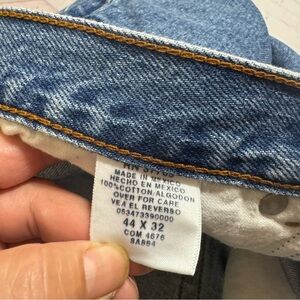 MADE IN MEXICO
HECHO EN MEXICO
100%COTTON/ALGODON
OVER FOR CARE
VEA EL REVERSO
053473390000
44 X 32
COM 4676